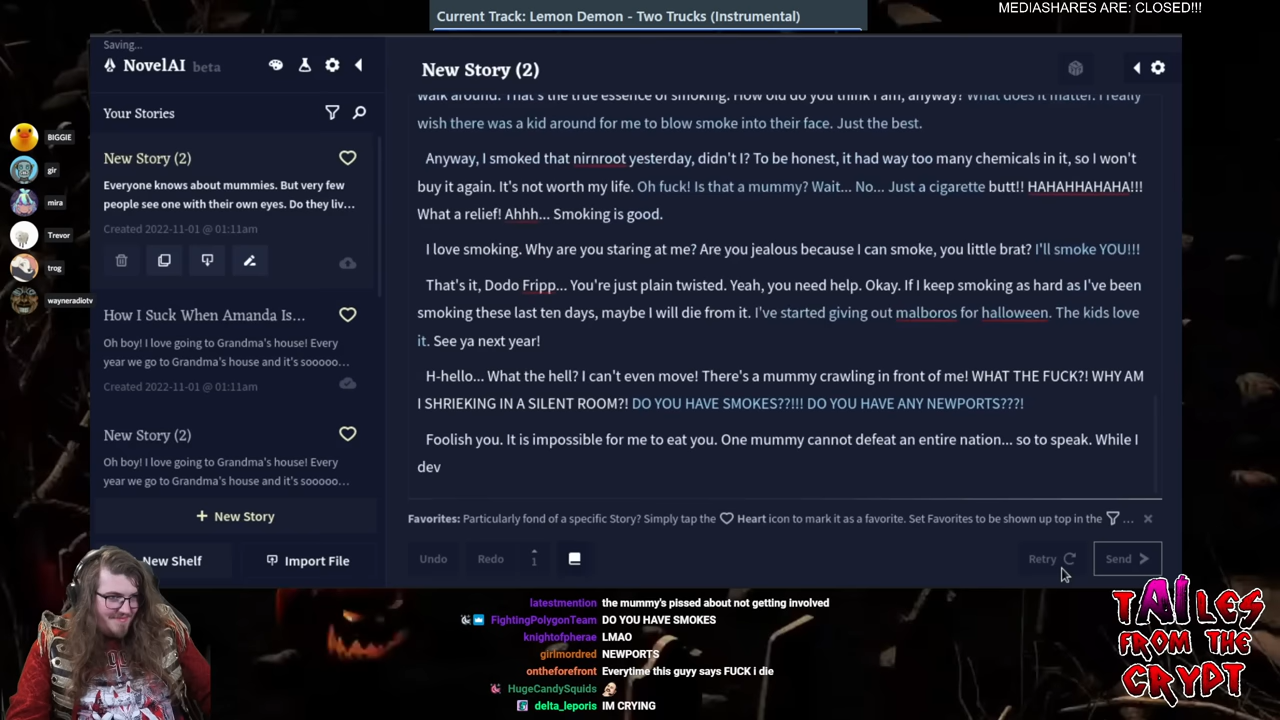 Current Track: Lemon Demon - Two Trucks (Instrumental)
MEDIASHARES ARE: CLOSED!!!
Saving...
NovelAI beta
Your Stories
New Story (2)
Everyone knows about mummies. But very few
people see one with their own eyes. Do they liv...
Created 2022-11-01 @ 01:11am
How I Suck When Amanda Is...
Oh boy! I love going to Grandma's house! Every
year we go to Grandma's house and it's sooooo...
Created 2022-11-01 @ 01:11am
New Story (2)
Oh boy! I love going to Grandma's house! Every
year we go to Grandma's house and it's sooooo...
+ New Story
New Shelf
Import File
BIGGIE
gir
mira
Trevor
trog
wayneradiotv
New Story (2)
walk around. That's the true essence of smoking. How old do you think I am, anyway? What does it matter. I really
wish there was a kid around for me to blow smoke into their face. Just the best.
Anyway, I smoked that nirnroot yesterday, didn't I? To be honest, it had way too many chemicals in it, so I won't
buy it again. It's not worth my life. Oh fuck! Is that a mummy? Wait... No... Just a cigarette butt!! HAHAHHAHAHA!!!
What a relief! Ahhh... Smoking is good.
I love smoking. Why are you staring at me? Are you jealous because I can smoke, you little brat? I'll smoke YOU!!!
That's it, Dodo Fripp... You're just plain twisted. Yeah, you need help. Okay. If I keep smoking as hard as I've been
smoking these last ten days, maybe I will die from it. I've started giving out malboros for halloween. The kids love
it. See ya next year!
H-hello... What the hell? I can't even move! There's a mummy crawling in front of me! WHAT THE FUCK?! WHY AM
I SHRIEKING IN A SILENT ROOM?! DO YOU HAVE SMOKES??!!! DO YOU HAVE ANY NEWPORTS???!
Foolish you. It is impossible for me to eat you. One mummy cannot defeat an entire nation... so to speak. While I
dev
Favorites: Particularly fond of a specific Story? Simply tap the Heart icon to mark it as a favorite. Set Favorites to be shown up top in the ...
Undo
Redo
1
Retry
Send
latestmention the mummy's pissed about not getting involved
FightingPolygonTeam DO YOU HAVE SMOKES
knightofpherae LMAO
girlmordred NEWPORTS
ontheforefront Everytime this guy says FUCK i die
HugeCandySquids
delta_leporis IM CRYING
TAILES
FROM THE
CRYPT